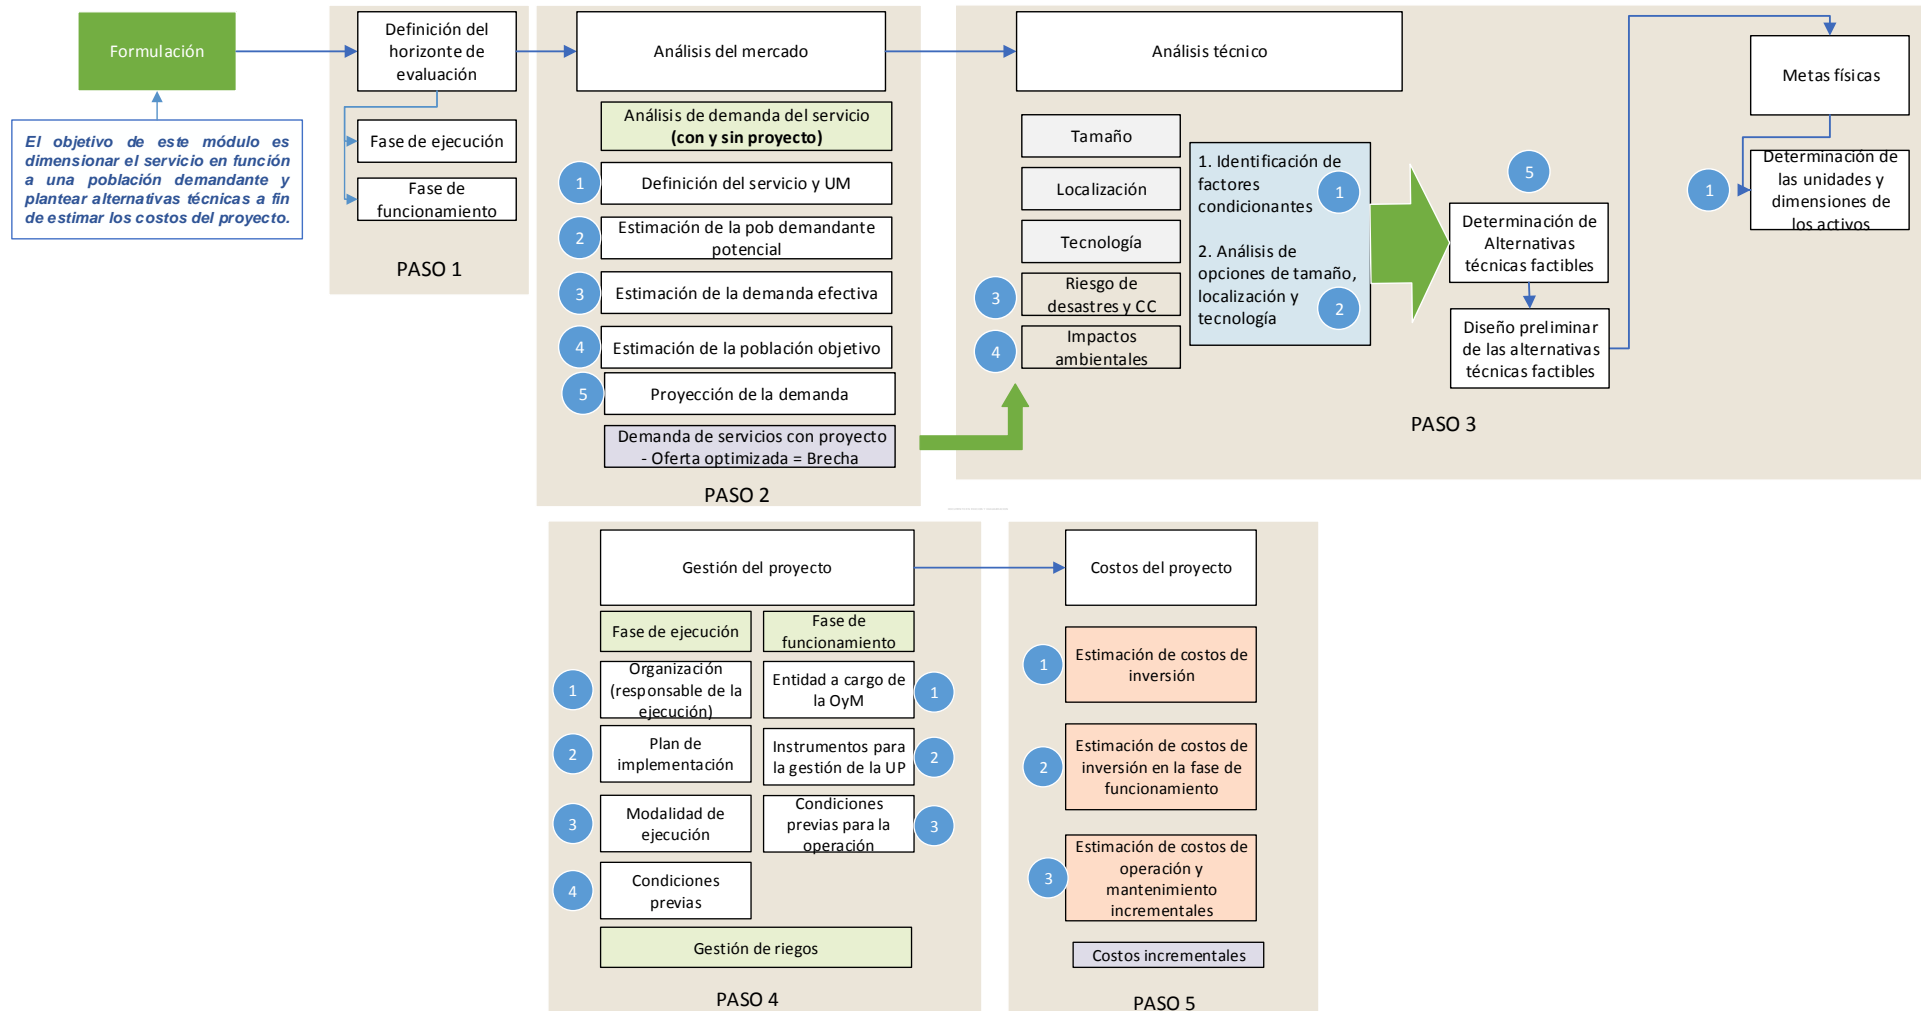 Formulación
El objetivo de este módulo es
dimensionar el servicio en función
a una población demandante y
plantear alternativas técnicas a fin
de estimar los costos del proyecto.
Definición del
horizonte de
evaluación
Fase de ejecución
Fase de
funcionamiento
PASO 1
Análisis del mercado
Análisis de demanda del servicio
(con y sin proyecto)
1
Definición del servicio y UM
2
Estimación de la pob demandante
potencial
3
Estimación de la demanda efectiva
4
Estimación de la población objetivo
5
Proyección de la demanda
Demanda de servicios con proyecto
- Oferta optimizada = Brecha
PASO 2
Análisis técnico
Tamaño
Localización
Tecnología
3
Riesgo de
desastres y CC
4
Impactos
ambientales
1. Identificación de
factores
condicionantes
1
2. Análisis de
opciones de tamaño,
localización y
tecnología
2
5
Determinación de
Alternativas
técnicas factibles
Diseño preliminar
de las alternativas
técnicas factibles
Metas físicas
1
Determinación de
las unidades y
dimensiones de
los activos
PASO 3
Gestión del proyecto
Fase de ejecución
1
Organización
(responsable de la
ejecución)
2
Plan de
implementación
3
Modalidad de
ejecución
4
Condiciones
previas
Fase de
funcionamiento
Entidad a cargo de
la OyM
1
Instrumentos para
la gestión de la UP
2
Condiciones
previas para la
operación
3
Gestión de riegos
PASO 4
Costos del proyecto
1
Estimación de costos de
inversión
2
Estimación de costos de
inversión en la fase de
funcionamiento
3
Estimación de costos de
operación y
mantenimiento
incrementales
Costos incrementales
PASO 5